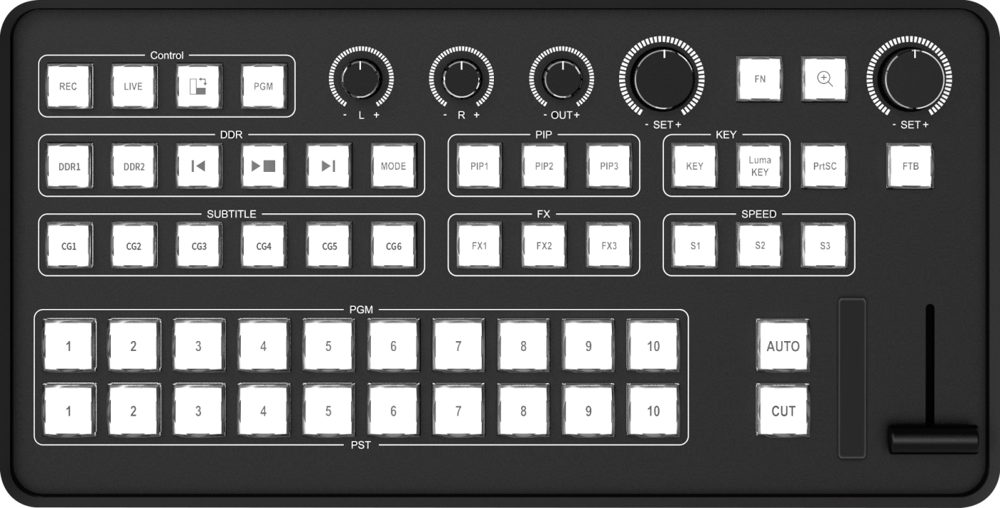 Control
REC LIVE PGM
- L +
- R +
- OUT +
- SET +
FN
- SET +
DDR
DDR1 DDR2 MODE
PIP
PIP1 PIP2 PIP3
KEY
KEY
Luma
KEY
PrtSC
FTB
SUBTITLE
CG1 CG2 CG3 CG4 CG5 CG6
FX
FX1 FX2 FX3
SPEED
S1 S2 S3
PGM
1 2 3 4 5 6 7 8 9 10
AUTO
1 2 3 4 5 6 7 8 9 10
CUT
PST